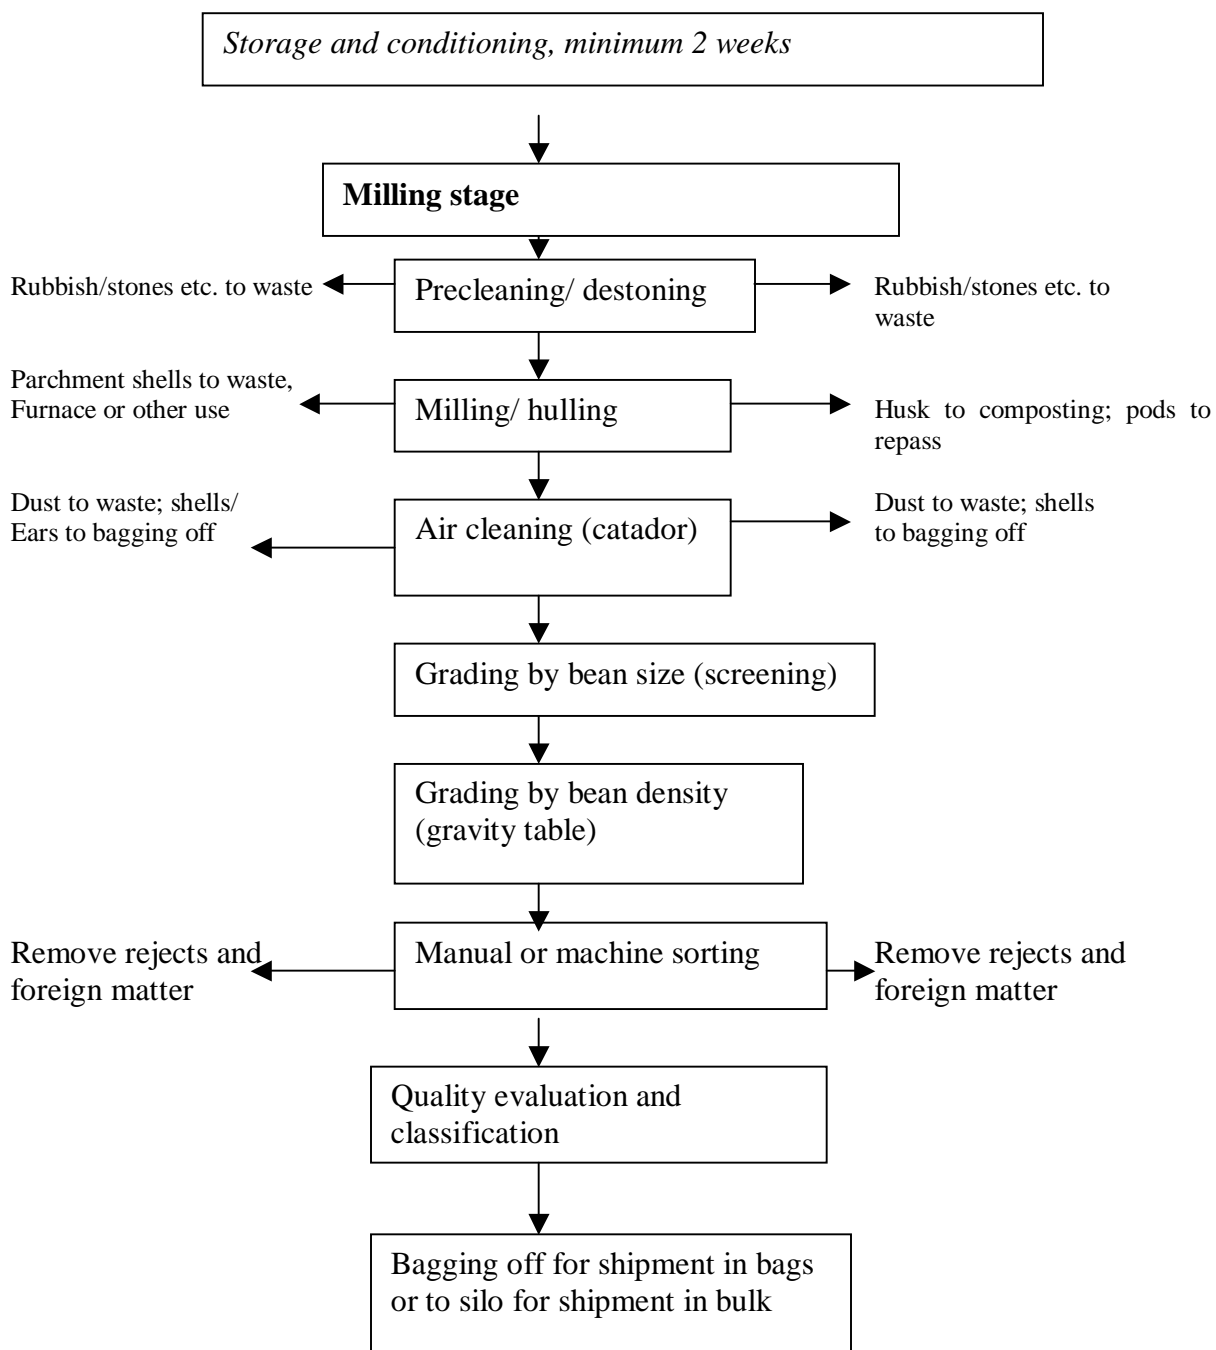 Storage and conditioning, minimum 2 weeks
Milling stage
Rubbish/stones etc. to waste
Precleaning/ destoning
Rubbish/stones etc. to
waste
Parchment shells to waste,
Furnace or other use
Milling/ hulling
Husk to composting; pods to
repass
Dust to waste; shells/
Ears to bagging off
Air cleaning (catador)
Dust to waste; shells
to bagging off
Grading by bean size (screening)
Grading by bean density
(gravity table)
Remove rejects and
foreign matter
Manual or machine sorting
Remove rejects and
foreign matter
Quality evaluation and
classification
Bagging off for shipment in bags
or to silo for shipment in bulk